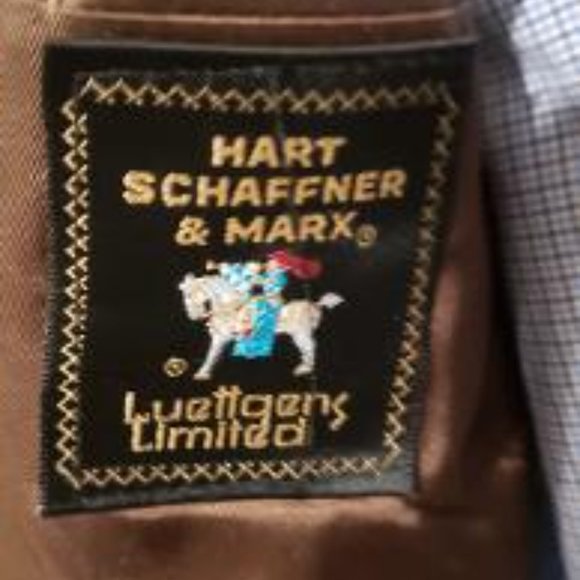 HART
SCHAFFNER
& MARX®
®
Luettgens
Limited